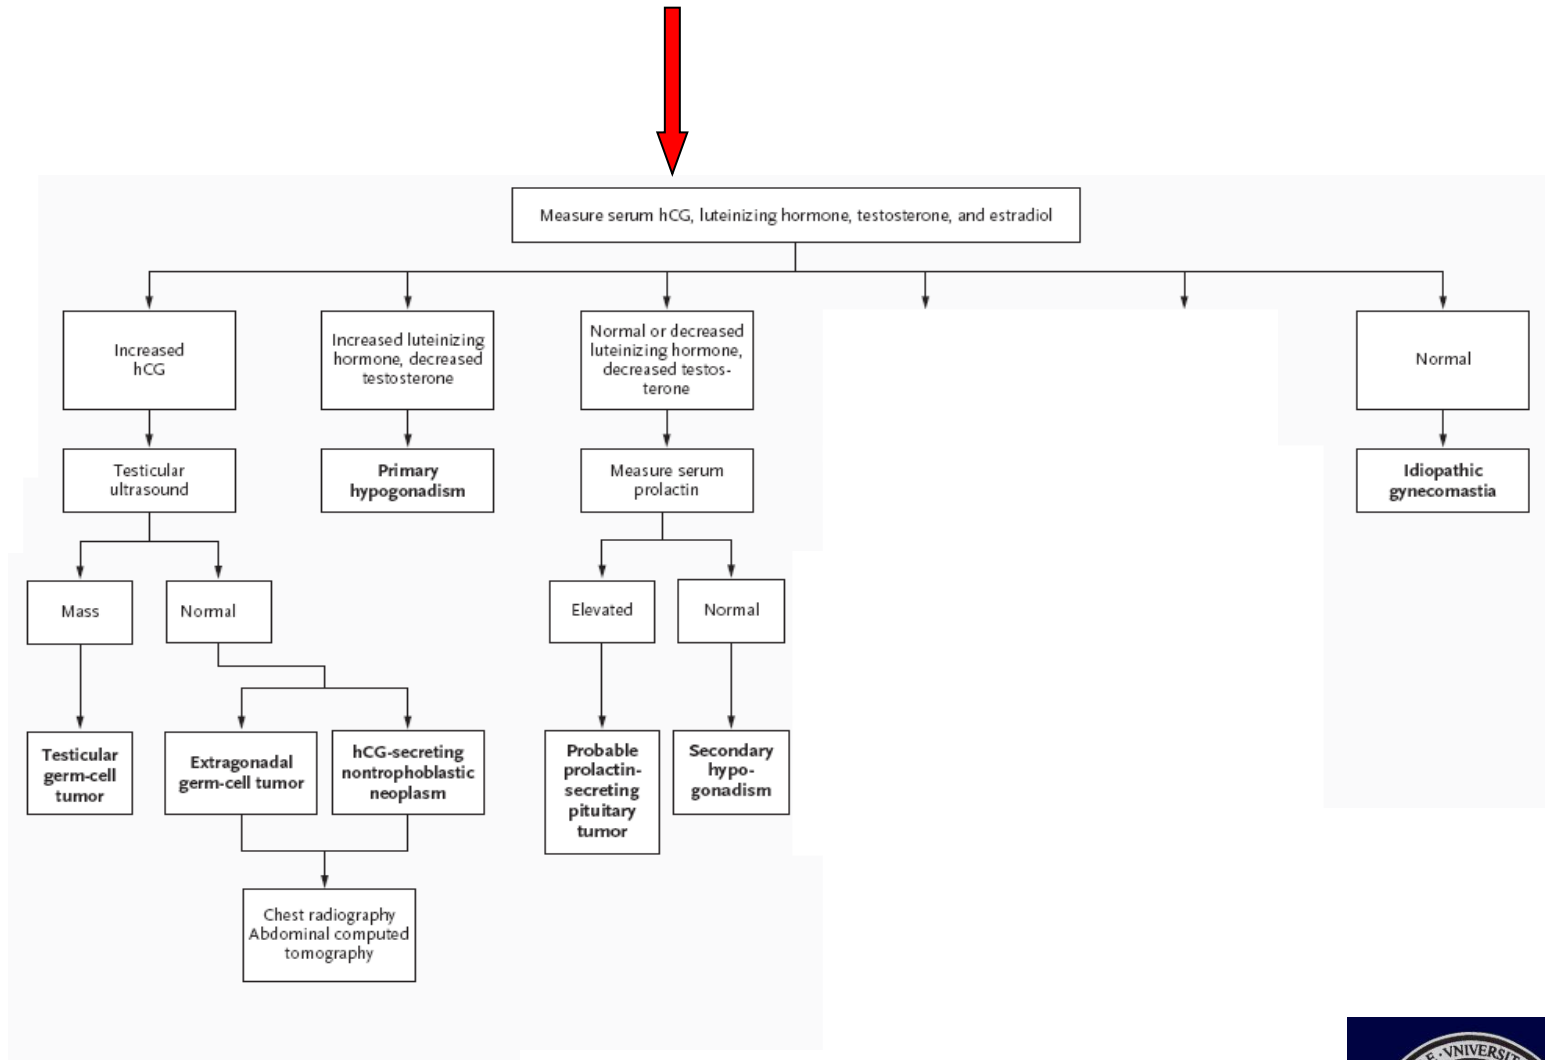 Measure serum hCG, luteinizing hormone, testosterone, and estradiol
Increased
hCG
Increased luteinizing
hormone, decreased
testosterone
Normal or decreased
luteinizing hormone,
decreased testos-
terone
Normal
Testicular
ultrasound
Primary
hypogonadism
Measure serum
prolactin
Idiopathic
gynecomastia
Mass
Normal
Elevated
Normal
Testicular
germ-cell
tumor
Extragonadal
germ-cell tumor
hCG-secreting
nontrophoblastic
neoplasm
Probable
prolactin-
secreting
pituitary
tumor
Secondary
hypo-
gonadism
Chest radiography
Abdominal computed
tomography